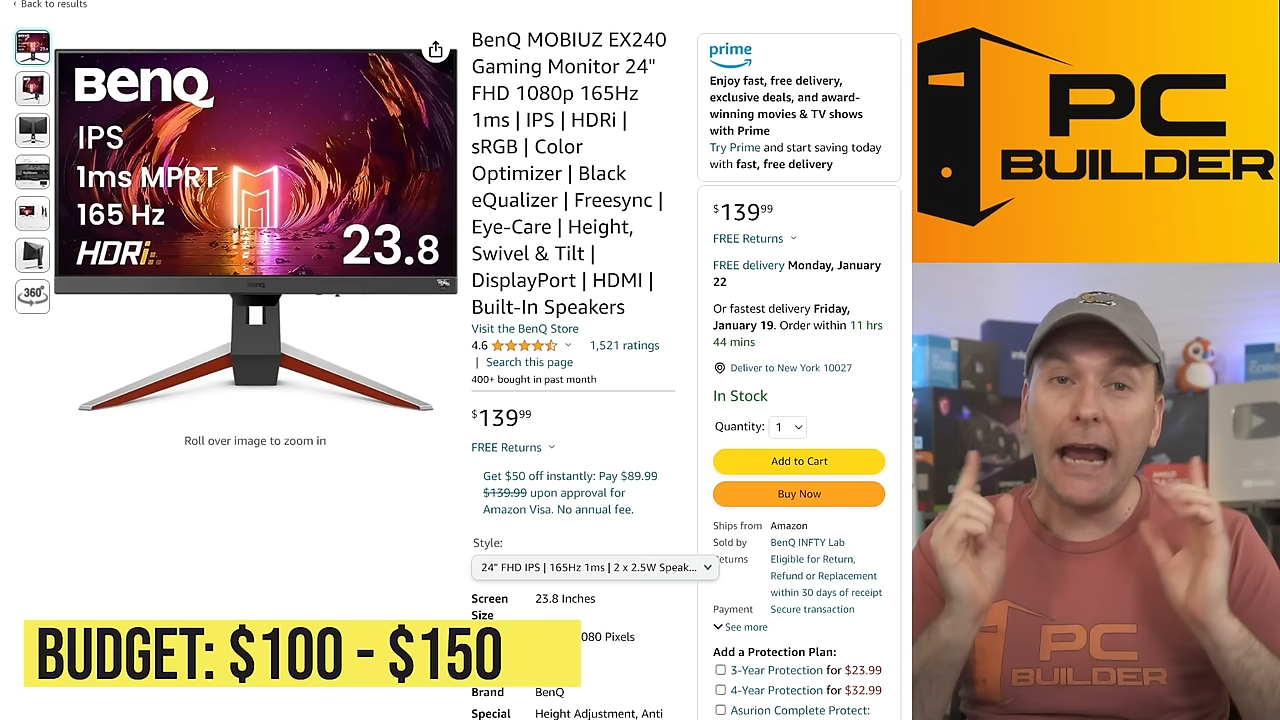 ‹ Back to results
BenQ
IPS
1ms MPRT
165 Hz
HDRi
23.8
BenQ
360°
Roll over image to zoom in
BenQ MOBIUZ EX240
Gaming Monitor 24"
FHD 1080p 165Hz
1ms | IPS | HDRi |
sRGB | Color
Optimizer | Black
eQualizer | Freesync |
Eye-Care | Height,
Swivel & Tilt |
DisplayPort | HDMI |
Built-In Speakers
Visit the BenQ Store
4.6 1,521 ratings
| Search this page
400+ bought in past month
$139.99
FREE Returns
Get $50 off instantly: Pay $89.99
$139.99 upon approval for
Amazon Visa. No annual fee.
Style:
24" FHD IPS | 165Hz 1ms | 2 x 2.5W Speak...
Screen 23.8 Inches
Size
080 Pixels
Brand BenQ
Special Height Adjustment, Anti
BUDGET: $100 - $150
prime
Enjoy fast, free delivery,
exclusive deals, and award-
winning movies & TV shows
with Prime
Try Prime and start saving today
with fast, free delivery
$139.99
FREE Returns
FREE delivery Monday, January
22
Or fastest delivery Friday,
January 19. Order within 11 hrs
44 mins
Deliver to New York 10027
In Stock
Quantity: 1
Add to Cart
Buy Now
Ships from Amazon
Sold by BenQ INFTY Lab
eturns Eligible for Return,
Refund or Replacement
within 30 days of receipt
Payment Secure transaction
See more
Add a Protection Plan:
3-Year Protection for $23.99
4-Year Protection for $32.99
Asurion Complete Protect:
PC
BUILDER
PC
BUILDER